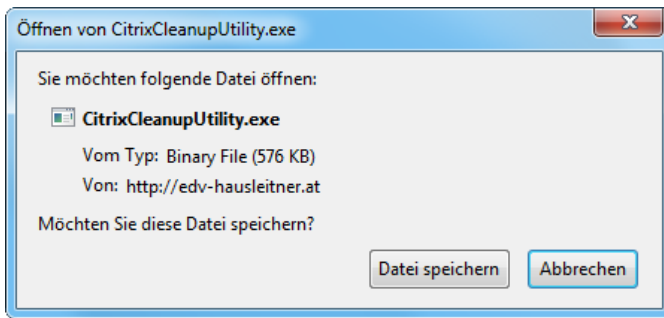 Öffnen von CitrixCleanupUtility.exe
Sie möchten folgende Datei öffnen:
CitrixCleanupUtility.exe
Vom Typ: Binary File (576 KB)
Von: http://edv-hausleitner.at
Möchten Sie diese Datei speichern?
Datei speichern Abbrechen